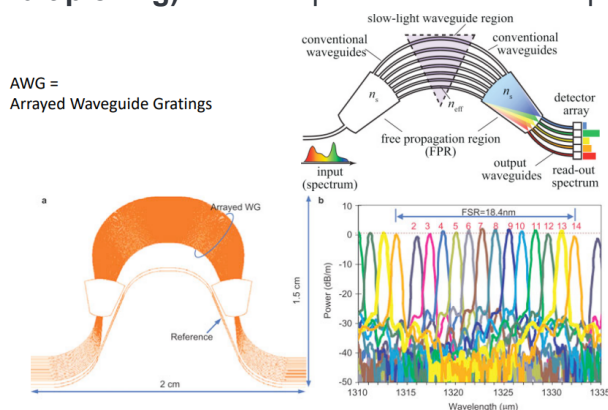 AWG =
Arrayed Waveguide Gratings
slow-light waveguide region
conventional
waveguides
conventional
waveguides
n
n
n eff
detector
array
free propagation region
(FPR)
input
(spectrum)
output
waveguides
read-out
spectrum
a
Arrayed WG
Reference
1.5 cm
2 cm
b
FSR=18.4nm
2 3 4 5 6 7 8 9 10 11 12 13 14
Power (dB/m)
10
0
-10
-20
-30
-40
-50
1310 1315 1320 1325 1330 1335
Wavelength (μm)